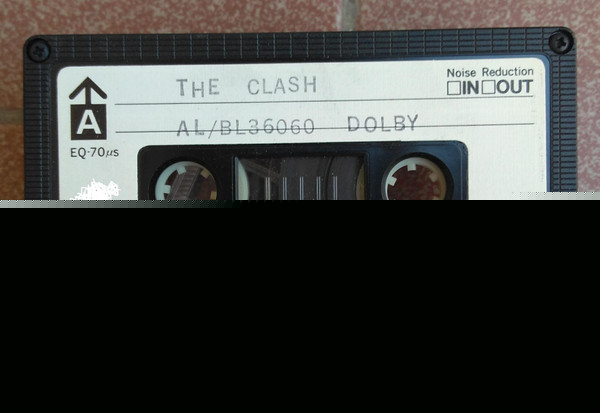 THE CLASH
Noise Reduction
□IN□OUT
A
AL/BL36060 DOLBY
EQ-70μs